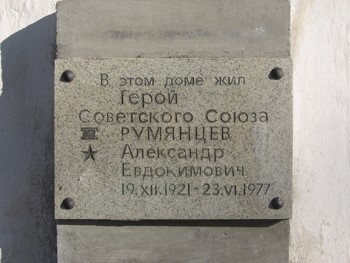 В этом доме жил
Герой
Советского Союза
РУМЯНЦЕВ
Александр
Евдокимович
19.XII.1921-23.VI.1977